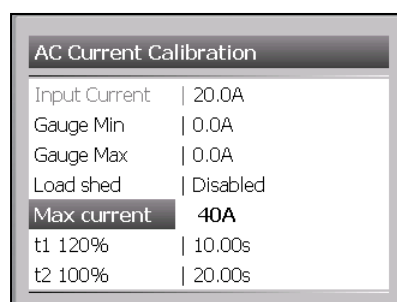 AC Current Calibration
Input Current | 20.0A
Gauge Min | 0.0A
Gauge Max | 0.0A
Load shed | Disabled
Max current 40A
t1 120% | 10.00s
t2 100% | 20.00s